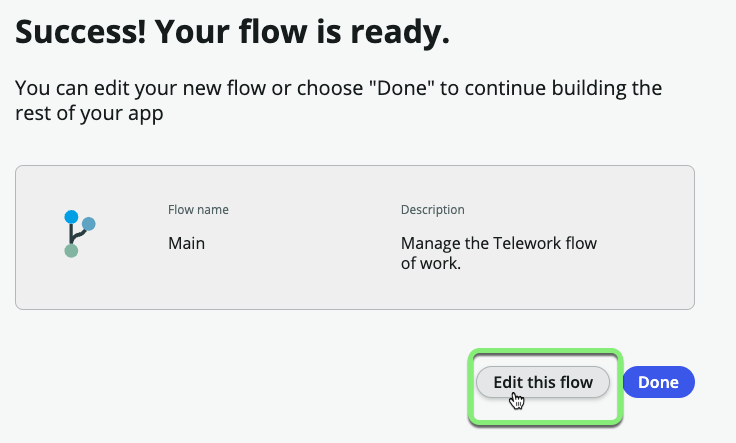 Success! Your flow is ready.
You can edit your new flow or choose "Done" to continue building the
rest of your app
Flow name
Description
Main
Manage the Telework flow
of work.
Edit this flow
Done